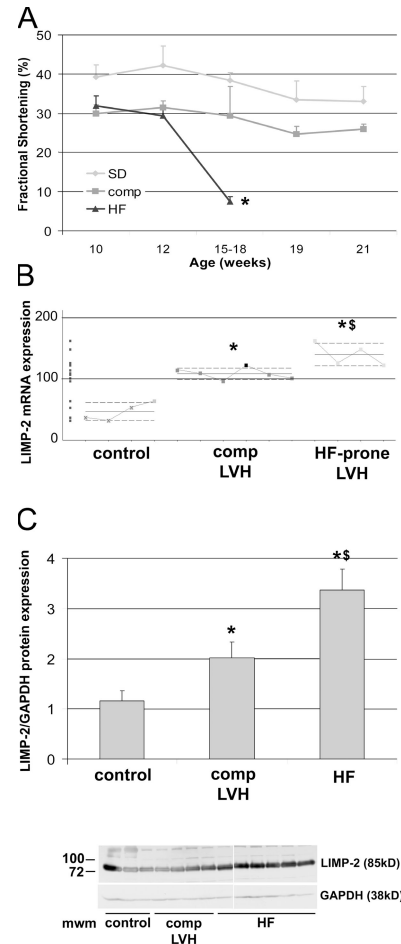 A
Fractional Shortening (%)
50
40
30
20
10
0
SD
comp
HF
*
10 12 15-18 19 21
Age (weeks)
B
LIMP-2 mRNA expression
200
100
0
*
*$
control comp LVH HF-prone LVH
C
LIMP-2/GAPDH protein expression
4
3
2
1
0
*
*$
control comp LVH HF
100
72
LIMP-2 (85kD)
GAPDH (38kD)
mwm control comp LVH HF